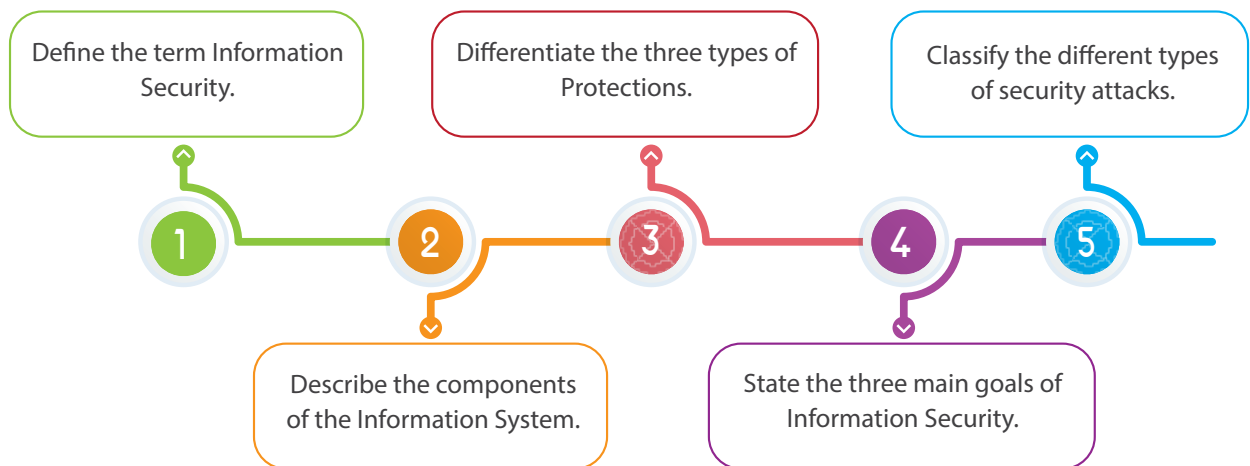 1
Define the term Information
Security.
2
Describe the components
of the Information System.
3
Differentiate the three types of
Protections.
4
State the three main goals of
Information Security.
5
Classify the different types
of security attacks.